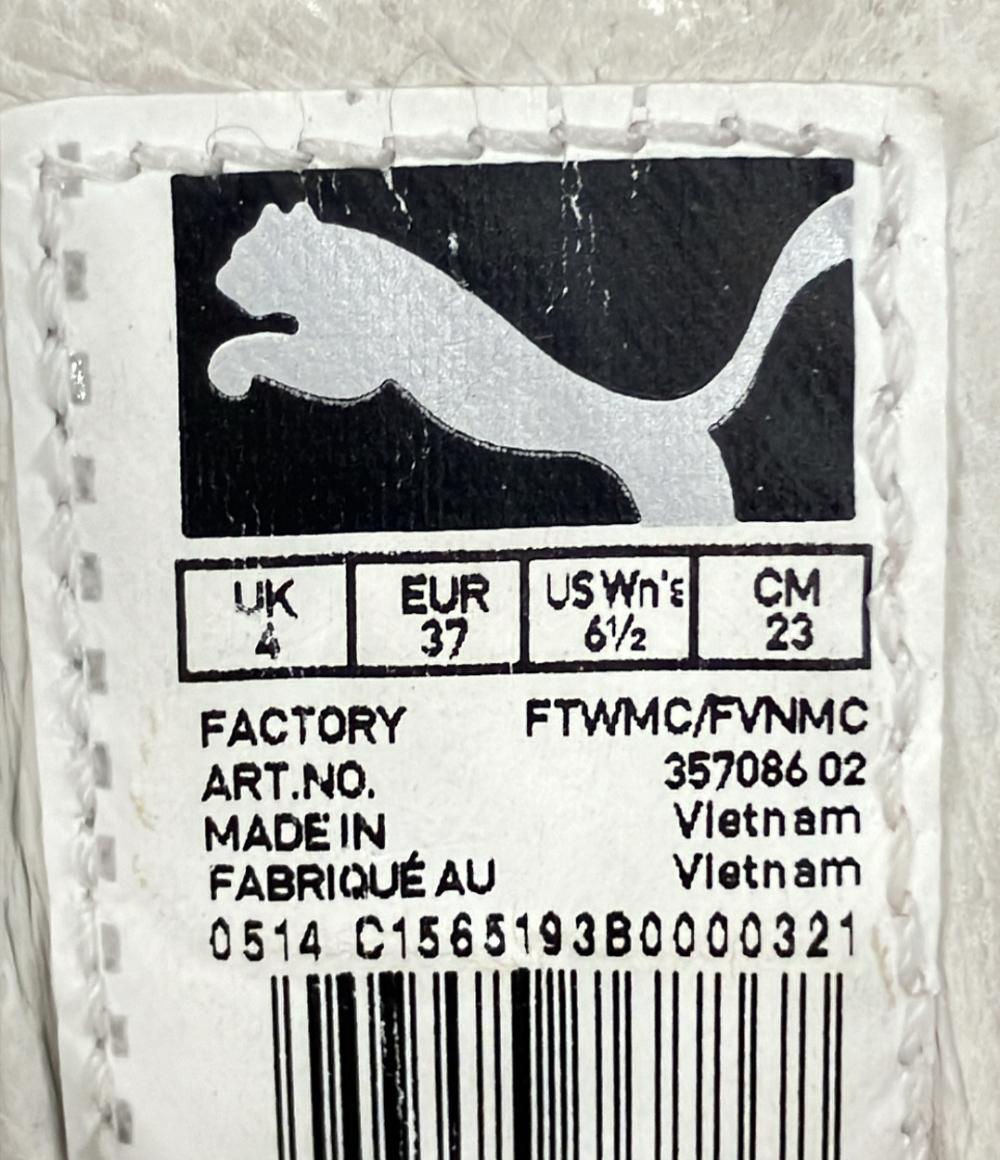 UK EUR US Wn's CM
4 37 6½ 23
FACTORY FTWMC/FVNMC
ART.NO. 357086 02
MADE IN Vietnam
FABRIQUÉ AU Vietnam
0514 C1565193B0000321